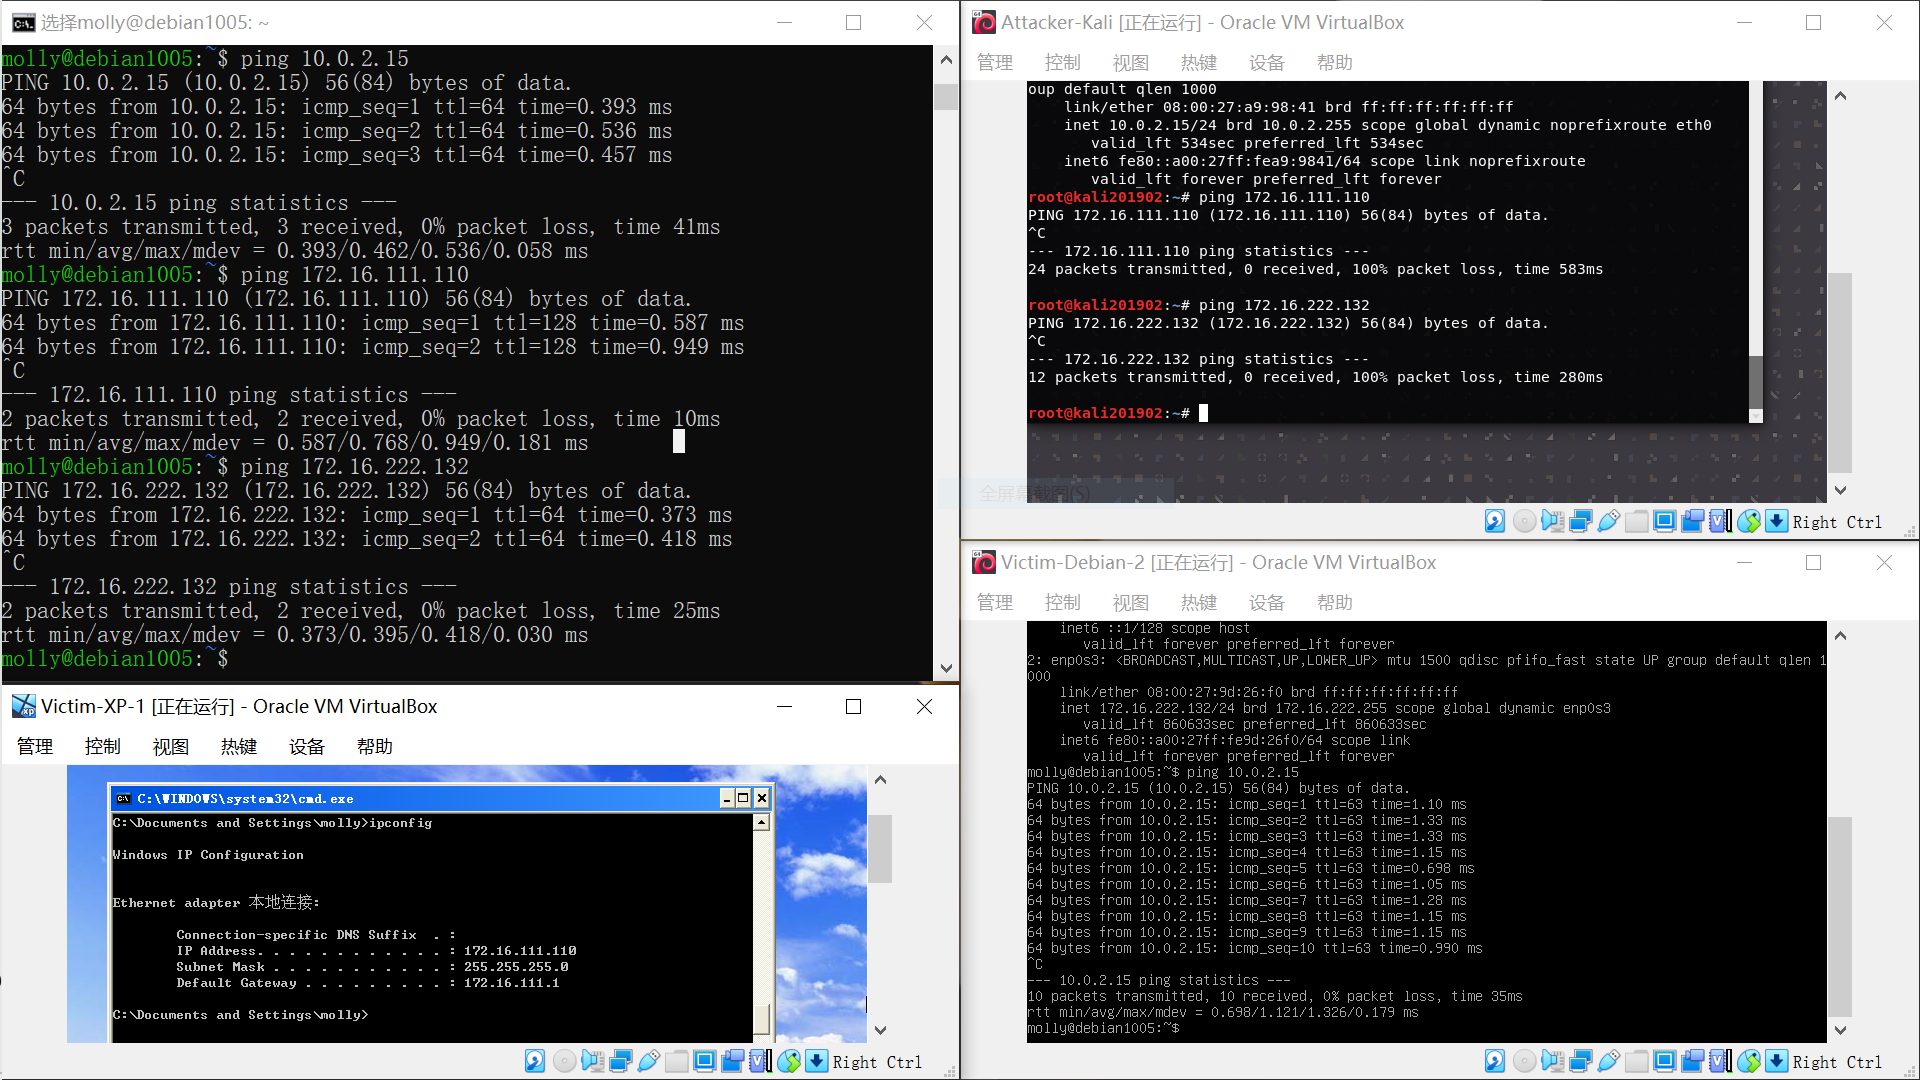 选择molly@debian1005: ~
molly@debian1005:~$ ping 10.0.2.15
PING 10.0.2.15 (10.0.2.15) 56(84) bytes of data.
64 bytes from 10.0.2.15: icmp_seq=1 ttl=64 time=0.393 ms
64 bytes from 10.0.2.15: icmp_seq=2 ttl=64 time=0.536 ms
64 bytes from 10.0.2.15: icmp_seq=3 ttl=64 time=0.457 ms
^C
--- 10.0.2.15 ping statistics ---
3 packets transmitted, 3 received, 0% packet loss, time 41ms
rtt min/avg/max/mdev = 0.393/0.462/0.536/0.058 ms
molly@debian1005:~$ ping 172.16.111.110
PING 172.16.111.110 (172.16.111.110) 56(84) bytes of data.
64 bytes from 172.16.111.110: icmp_seq=1 ttl=128 time=0.587 ms
64 bytes from 172.16.111.110: icmp_seq=2 ttl=128 time=0.949 ms
^C
--- 172.16.111.110 ping statistics ---
2 packets transmitted, 2 received, 0% packet loss, time 10ms
rtt min/avg/max/mdev = 0.587/0.768/0.949/0.181 ms
molly@debian1005:~$ ping 172.16.222.132
PING 172.16.222.132 (172.16.222.132) 56(84) bytes of data.
64 bytes from 172.16.222.132: icmp_seq=1 ttl=64 time=0.373 ms
64 bytes from 172.16.222.132: icmp_seq=2 ttl=64 time=0.418 ms
^C
--- 172.16.222.132 ping statistics ---
2 packets transmitted, 2 received, 0% packet loss, time 25ms
rtt min/avg/max/mdev = 0.373/0.395/0.418/0.030 ms
molly@debian1005:~$
Attacker-Kali [正在运行] - Oracle VM VirtualBox
管理 控制 视图 热键 设备 帮助
oup default qlen 1000
link/ether 08:00:27:a9:98:41 brd ff:ff:ff:ff:ff:ff
inet 10.0.2.15/24 brd 10.0.2.255 scope global dynamic noprefixroute eth0
valid_lft 534sec preferred_lft 534sec
inet6 fe80::a00:27ff:fea9:9841/64 scope link noprefixroute
valid_lft forever preferred_lft forever
root@kali201902:~# ping 172.16.111.110
PING 172.16.111.110 (172.16.111.110) 56(84) bytes of data.
^C
--- 172.16.111.110 ping statistics ---
24 packets transmitted, 0 received, 100% packet loss, time 583ms
root@kali201902:~# ping 172.16.222.132
PING 172.16.222.132 (172.16.222.132) 56(84) bytes of data.
^C
--- 172.16.222.132 ping statistics ---
12 packets transmitted, 0 received, 100% packet loss, time 280ms
root@kali201902:~#
全屏幕截图(S)
Right Ctrl
Victim-XP-1 [正在运行] - Oracle VM VirtualBox
管理 控制 视图 热键 设备 帮助
C:\WINDOWS\system32\cmd.exe
C:\Documents and Settings\molly>ipconfig
Windows IP Configuration
Ethernet adapter 本地连接:
Connection-specific DNS Suffix . :
IP Address. . . . . . . . . . . . : 172.16.111.110
Subnet Mask . . . . . . . . . . . : 255.255.255.0
Default Gateway . . . . . . . . . : 172.16.111.1
C:\Documents and Settings\molly>
Right Ctrl
Victim-Debian-2 [正在运行] - Oracle VM VirtualBox
管理 控制 视图 热键 设备 帮助
inet6 ::1/128 scope host
valid_lft forever preferred_lft forever
2: enp0s3: <BROADCAST,MULTICAST,UP,LOWER_UP> mtu 1500 qdisc pfifo_fast state UP group default qlen 1
000
link/ether 08:00:27:9d:26:f0 brd ff:ff:ff:ff:ff:ff
inet 172.16.222.132/24 brd 172.16.222.255 scope global dynamic enp0s3
valid_lft 860633sec preferred_lft 860633sec
inet6 fe80::a00:27ff:fe9d:26f0/64 scope link
valid_lft forever preferred_lft forever
molly@debian1005:~$ ping 10.0.2.15
PING 10.0.2.15 (10.0.2.15) 56(84) bytes of data.
64 bytes from 10.0.2.15: icmp_seq=1 ttl=63 time=1.10 ms
64 bytes from 10.0.2.15: icmp_seq=2 ttl=63 time=1.33 ms
64 bytes from 10.0.2.15: icmp_seq=3 ttl=63 time=1.33 ms
64 bytes from 10.0.2.15: icmp_seq=4 ttl=63 time=1.15 ms
64 bytes from 10.0.2.15: icmp_seq=5 ttl=63 time=0.698 ms
64 bytes from 10.0.2.15: icmp_seq=6 ttl=63 time=1.05 ms
64 bytes from 10.0.2.15: icmp_seq=7 ttl=63 time=1.28 ms
64 bytes from 10.0.2.15: icmp_seq=8 ttl=63 time=1.15 ms
64 bytes from 10.0.2.15: icmp_seq=9 ttl=63 time=1.15 ms
64 bytes from 10.0.2.15: icmp_seq=10 ttl=63 time=0.990 ms
^C
--- 10.0.2.15 ping statistics ---
10 packets transmitted, 10 received, 0% packet loss, time 35ms
rtt min/avg/max/mdev = 0.698/1.121/1.326/0.179 ms
molly@debian1005:~$
Right Ctrl